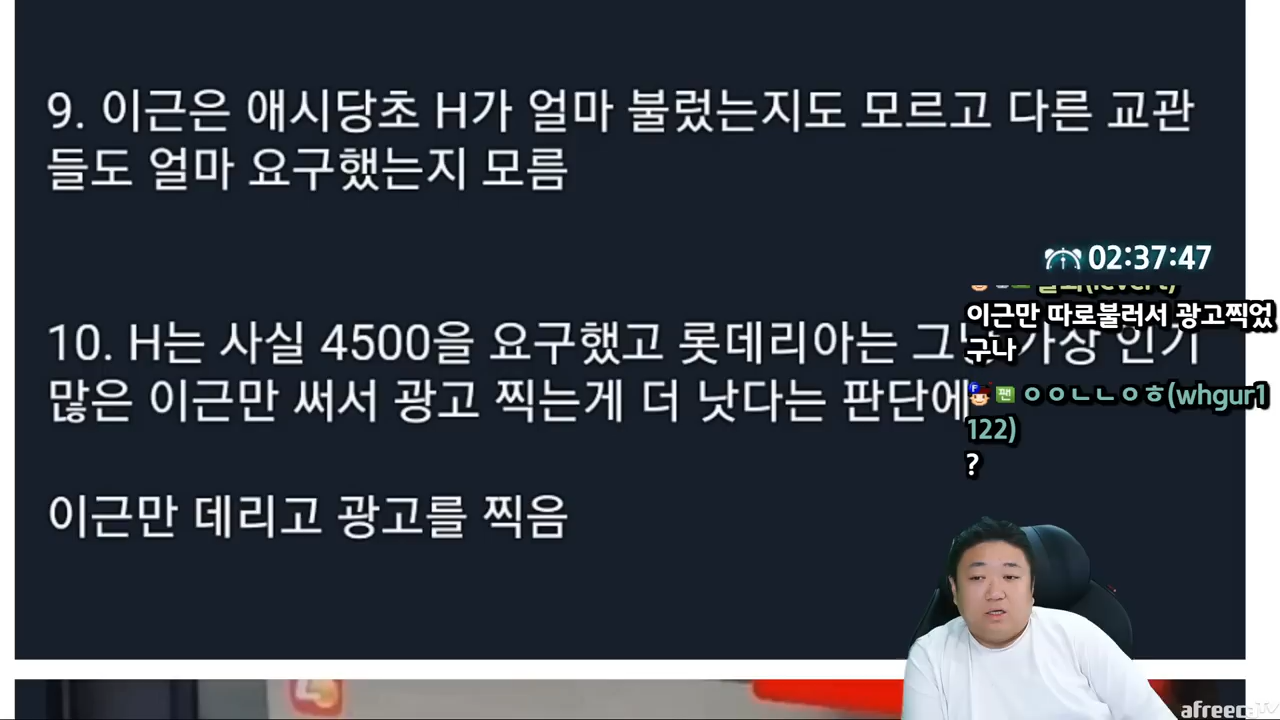 9. 이근은 애시당초 H가 얼마 불렀는지도 모르고 다른 교관
들도 얼마 요구했는지 모름
02:37:47
이근만 따로불러서 광고찍었
구나
10. H는 사실 4500을 요구했고 롯데리아는 가장 인기
많은 이근만 써서 광고 찍는게 더 낫다는 판단에
ㅇㅇㄴㄴㅇㅎ(whgur1
122)
?
이근만 데리고 광고를 찍음
afreecaTV